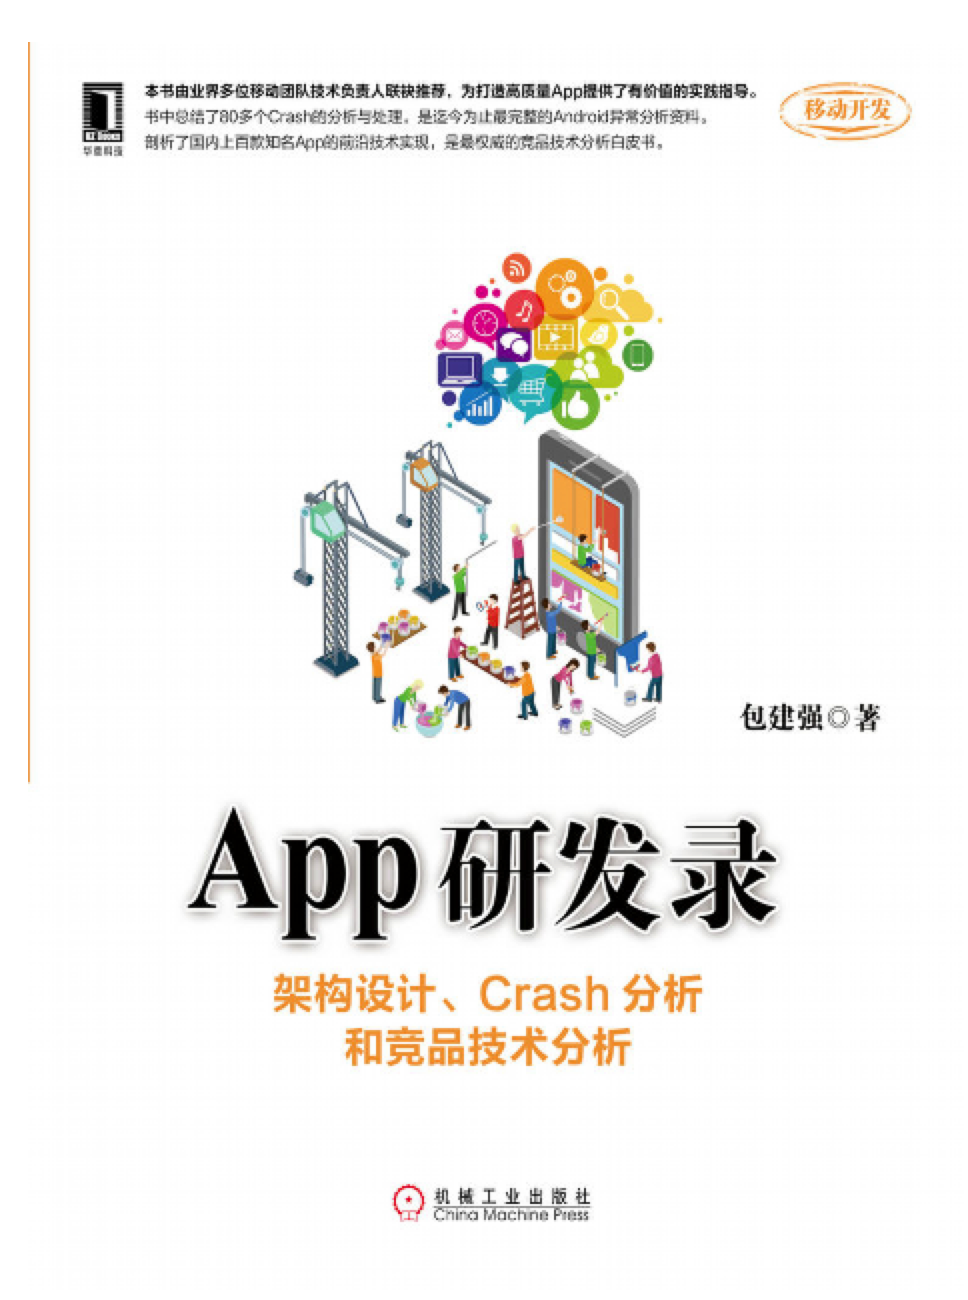 本书由业界多位移动团队技术负责人联袂推荐，为打造高质量App提供了有价值的实践指导。
书中总结了80多个Crash的分析与处理，是迄今为止最完整的Android异常分析资料。
剖析了国内上百款知名App的前沿技术实现，是最权威的竞品技术分析白皮书。
HZ Books
华章科技
移动开发
包建强◎著
App研发录
架构设计、Crash 分析
和竞品技术分析
机械工业出版社
China Machine Press